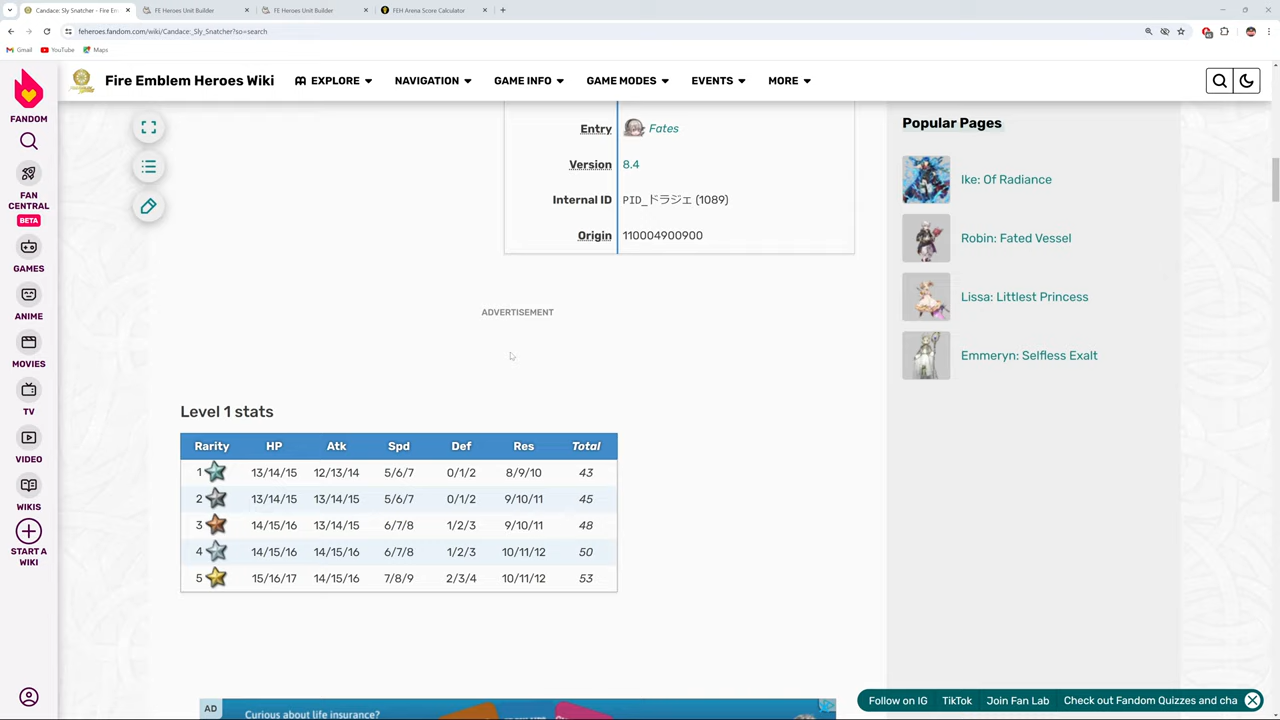 Candace: Sly Snatcher - Fire Em
FE Heroes Unit Builder
FE Heroes Unit Builder
FEH Arena Score Calculator
feheroes.fandom.com/wiki/Candace:_Sly_Snatcher?so=search
Gmail
YouTube
Maps
Fire Emblem Heroes Wiki
EXPLORE
NAVIGATION
GAME INFO
GAME MODES
EVENTS
MORE
FANDOM
FAN
CENTRAL
BETA
GAMES
ANIME
MOVIES
TV
VIDEO
WIKIS
START A
WIKI
Entry Fates
Version 8.4
Internal ID PID_ドラジェ (1089)
Origin 110004900900
ADVERTISEMENT
Level 1 stats
Rarity HP Atk Spd Def Res Total
1 13/14/15 12/13/14 5/6/7 0/1/2 8/9/10 43
2 13/14/15 13/14/15 5/6/7 0/1/2 9/10/11 45
3 14/15/16 13/14/15 6/7/8 1/2/3 9/10/11 48
4 14/15/16 14/15/16 6/7/8 1/2/3 10/11/12 50
5 15/16/17 14/15/16 7/8/9 2/3/4 10/11/12 53
AD
Curious about life insurance?
Popular Pages
Ike: Of Radiance
Robin: Fated Vessel
Lissa: Littlest Princess
Emmeryn: Selfless Exalt
Follow on IG
TikTok
Join Fan Lab
Check out Fandom Quizzes and cha